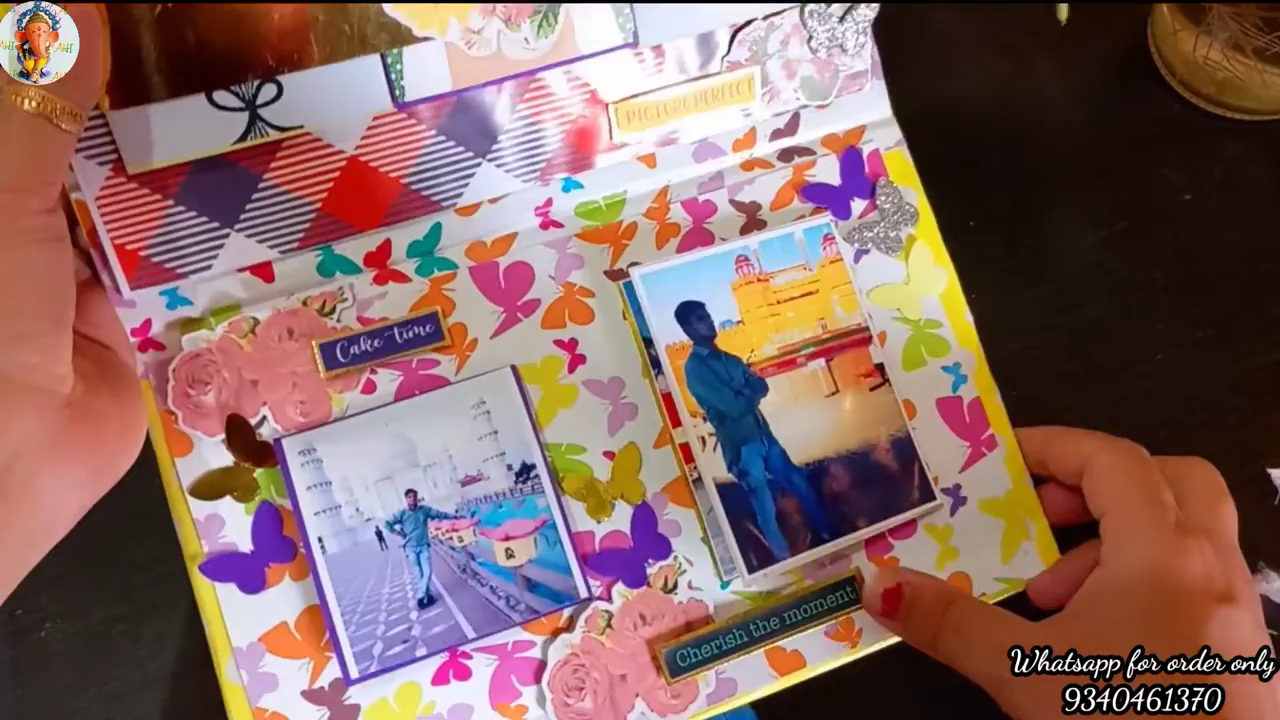 PICTURE PERFECT
Cake time
Cherish the moment
Whatsapp for order only
9340461370